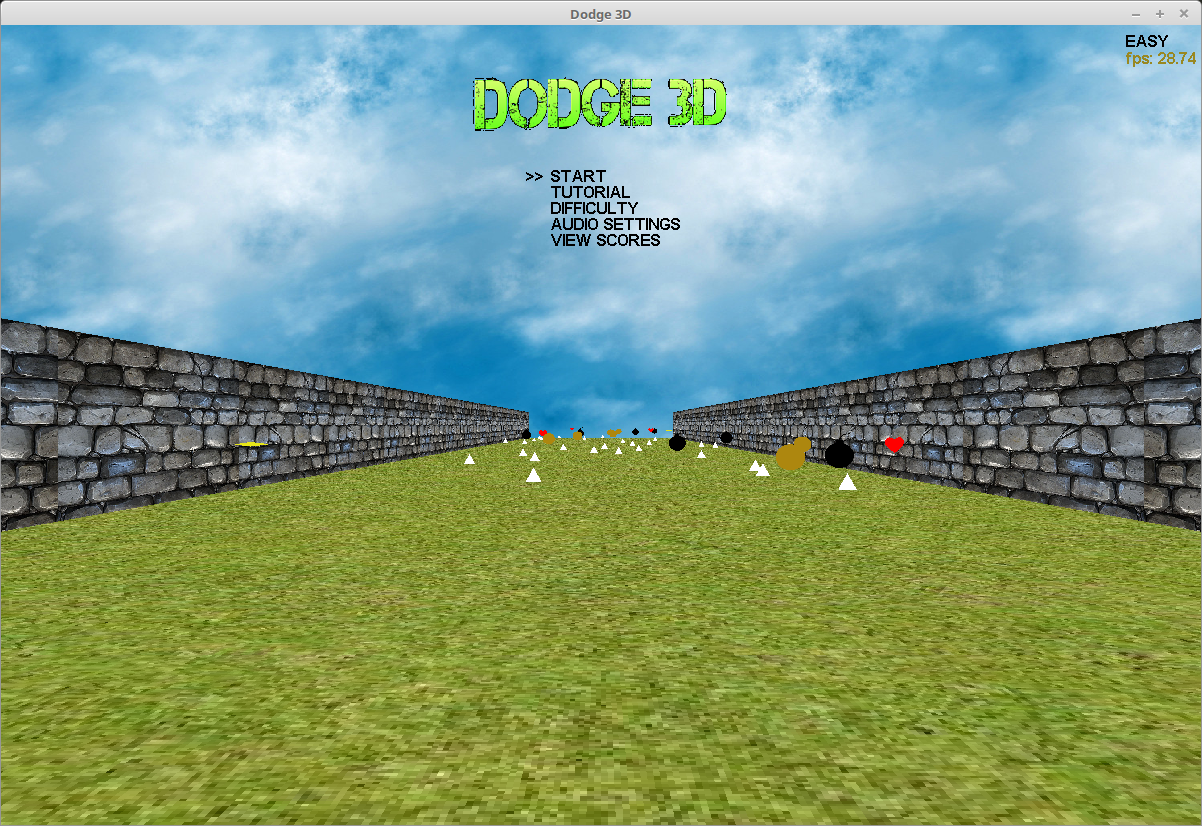 Dodge 3D
EASY
fps: 28.74
DODGE 3D
>> START
TUTORIAL
DIFFICULTY
AUDIO SETTINGS
VIEW SCORES